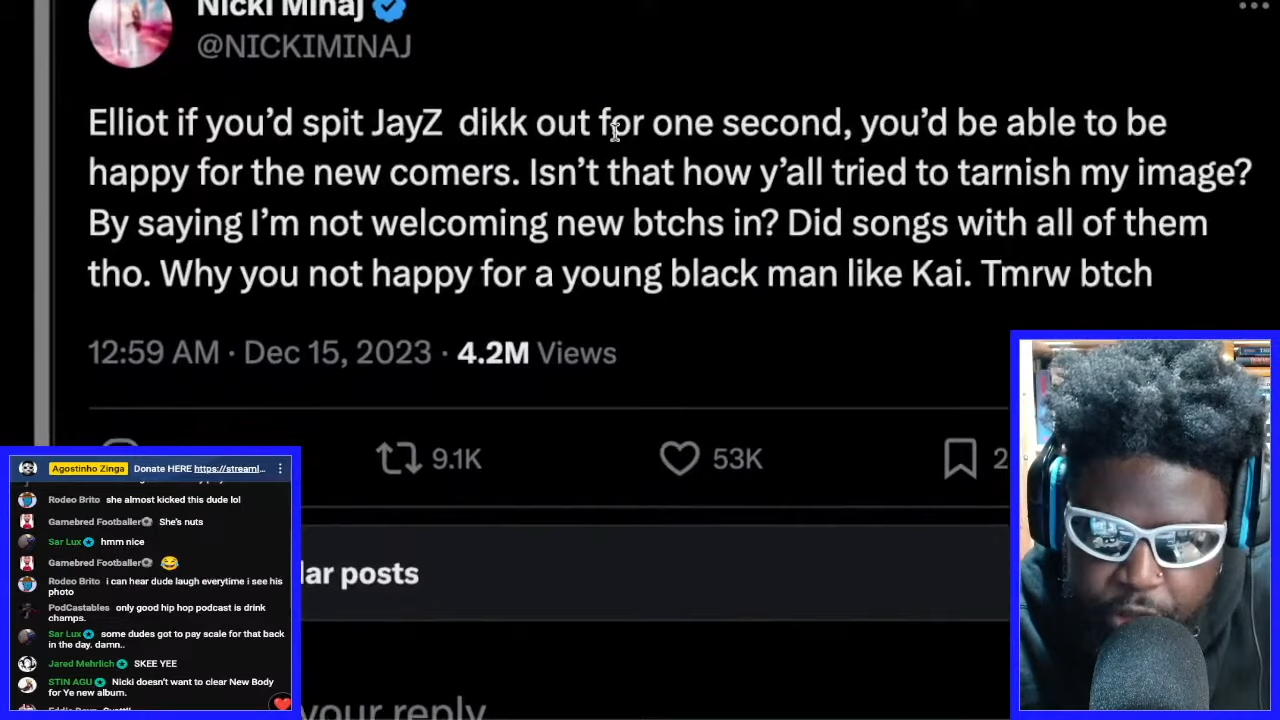 Nicki Minaj
@NICKIMINAJ
Elliot if you’d spit JayZ  dikk out for one second, you’d be able to be
happy for the new comers. Isn’t that how y’all tried to tarnish my image?
By saying I’m not welcoming new btchs in? Did songs with all of them
tho. Why you not happy for a young black man like Kai. Tmrw btch
12:59 AM · Dec 15, 2023 · 4.2M Views
9.1K
53K
2
lar posts
your reply
Agostinho Zinga Donate HERE https://streaml...
Rodeo Brito she almost kicked this dude lol
Gamebred Footballer⚽ She's nuts
Sar Lux hmm nice
Gamebred Footballer⚽ 😂
Rodeo Brito i can hear dude laugh everytime i see his
photo
PodCastables only good hip hop podcast is drink
champs.
Sar Lux some dudes got to pay scale for that back
in the day. damn..
Jared Mehrlich SKEE YEE
STIN AGU Nicki doesn't want to clear New Body
for Ye new album.